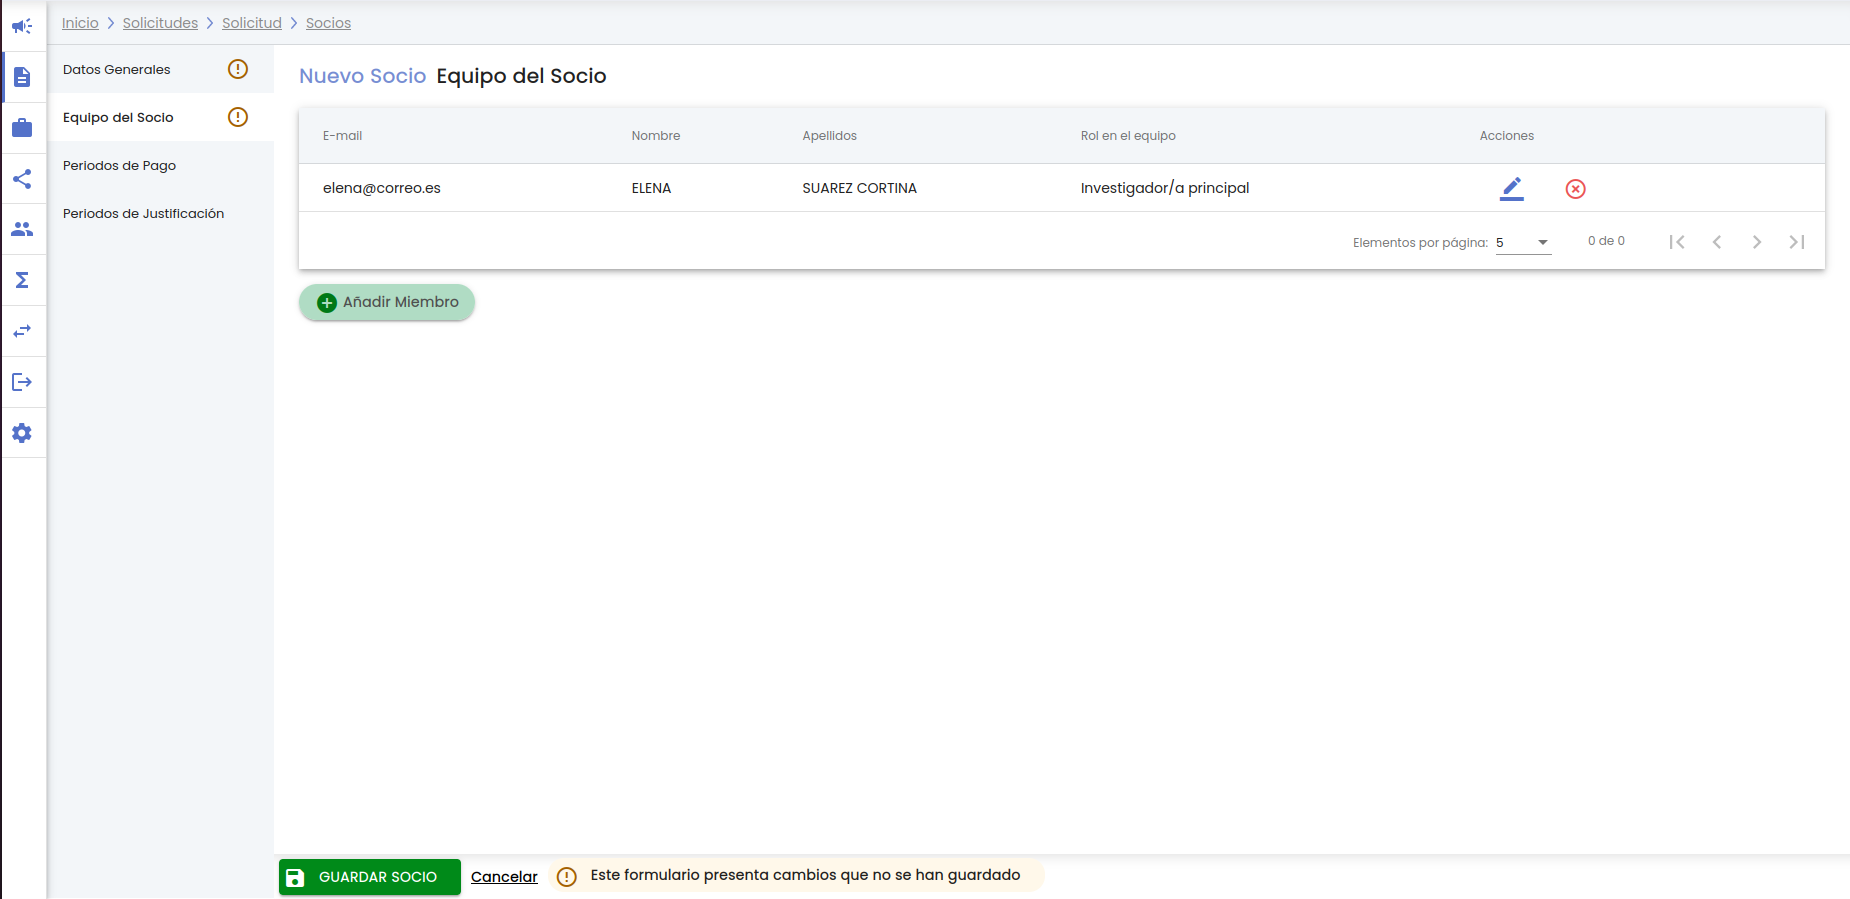 Inicio > Solicitudes > Solicitud > Socios
Datos Generales
Equipo del Socio
Periodos de Pago
Periodos de Justificación
Nuevo Socio Equipo del Socio
E-mail Nombre Apellidos Rol en el equipo Acciones
elena@correo.es ELENA SUAREZ CORTINA Investigador/a principal
Elementos por página: 5 0 de 0
Añadir Miembro
GUARDAR SOCIO Cancelar Este formulario presenta cambios que no se han guardado